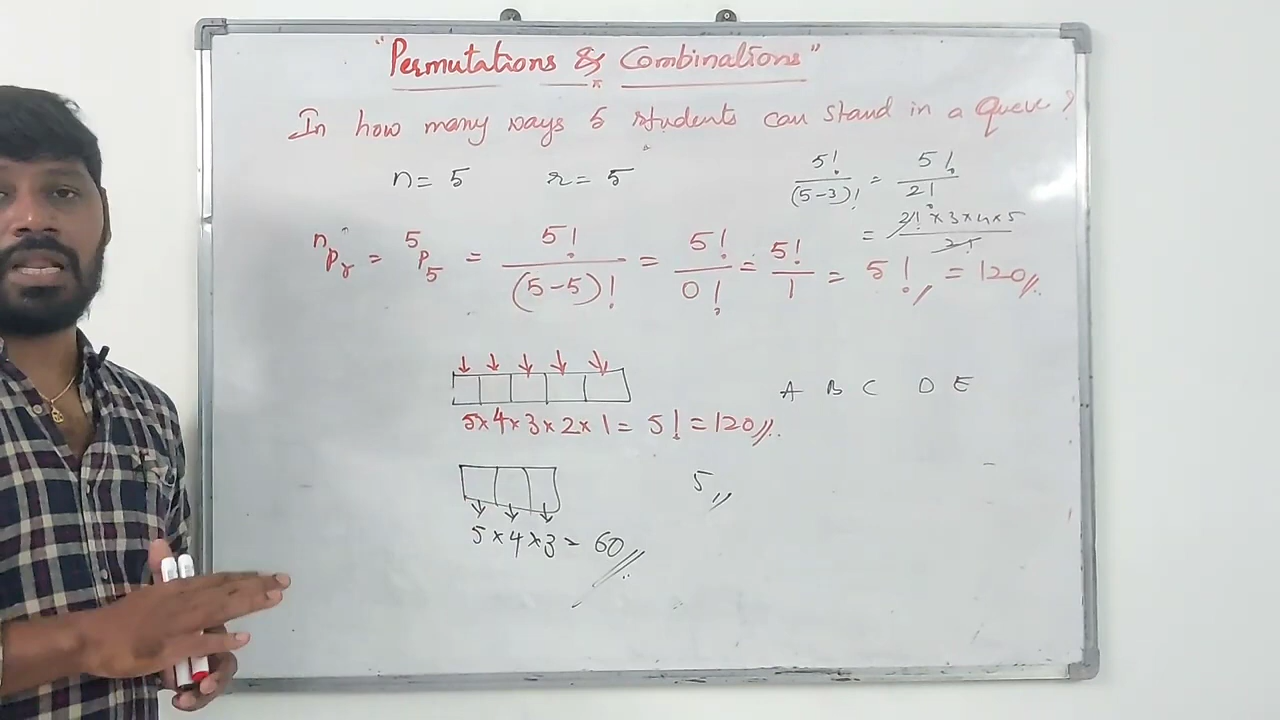 "Permutations & Combinations"
In how many ways 5 students can stand in a Queue?
n = 5 r = 5
5!/(5-3)! = 5!/2!
= 2! × 3 × 4 × 5/2!
nPr = 5P5 = 5!/(5-5)! = 5!/0! = 5!/1 = 5! = 120//.
A B C D E
5×4×3×2×1 = 5! = 120//.
5//
5×4×3 = 60//